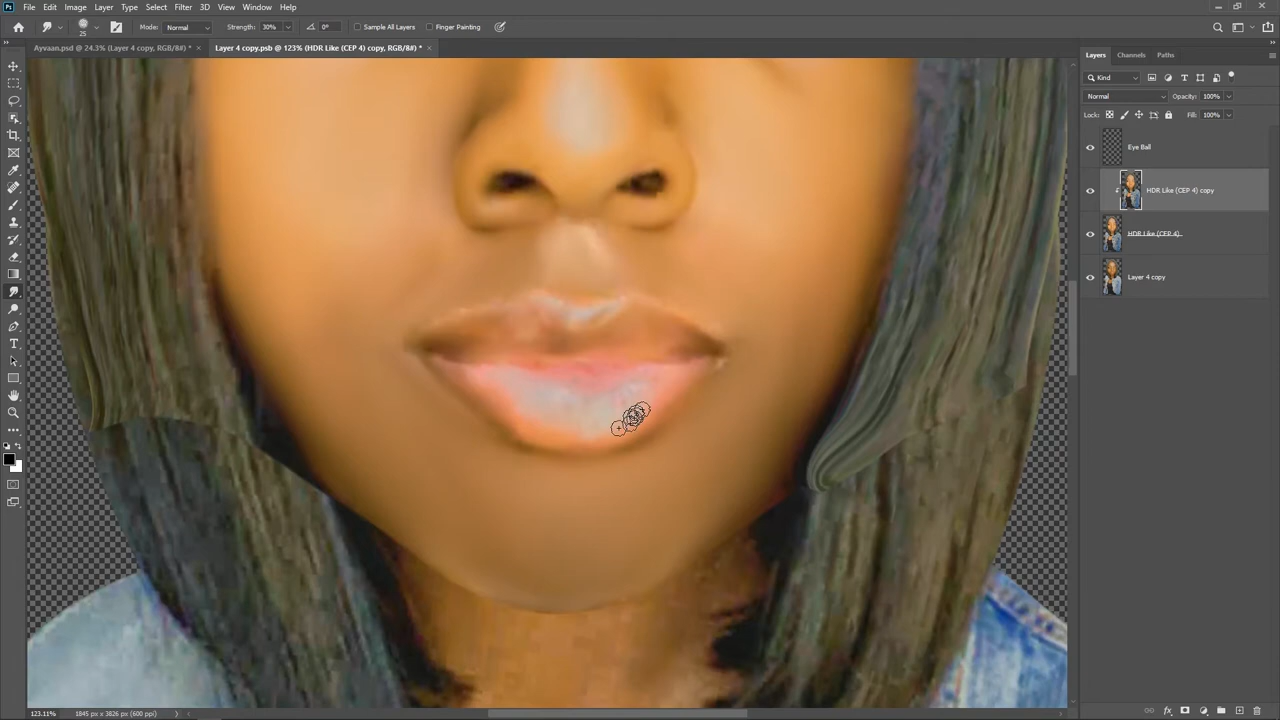 Ps File Edit Image Layer Type Select Filter 3D View Window Help
25 Mode: Normal Strength: 30% 0° Sample All Layers Finger Painting
Ayvaan.psd @ 24.3% (Layer 4 copy, RGB/8#) * × Layer 4 copy.psb @ 123% (HDR Like (CEP 4) copy, RGB/8#) * ×
Layers Channels Paths
Kind
Normal Opacity: 100%
Lock: Fill: 100%
Eye Ball
HDR Like (CEP 4) copy
HDR Like (CEP 4)
Layer 4 copy
123.11% 1845 px x 3826 px (600 ppi)